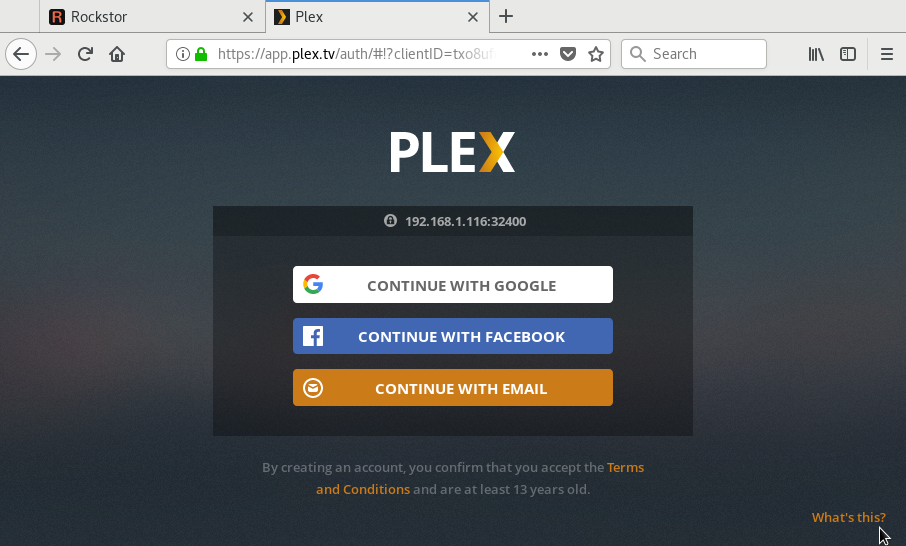 Rockstor
Plex
https://app.plex.tv/auth/#!?clientID=txo8uf
Search
PLEX
192.168.1.116:32400
CONTINUE WITH GOOGLE
CONTINUE WITH FACEBOOK
CONTINUE WITH EMAIL
By creating an account, you confirm that you accept the Terms
and Conditions and are at least 13 years old.
What's this?